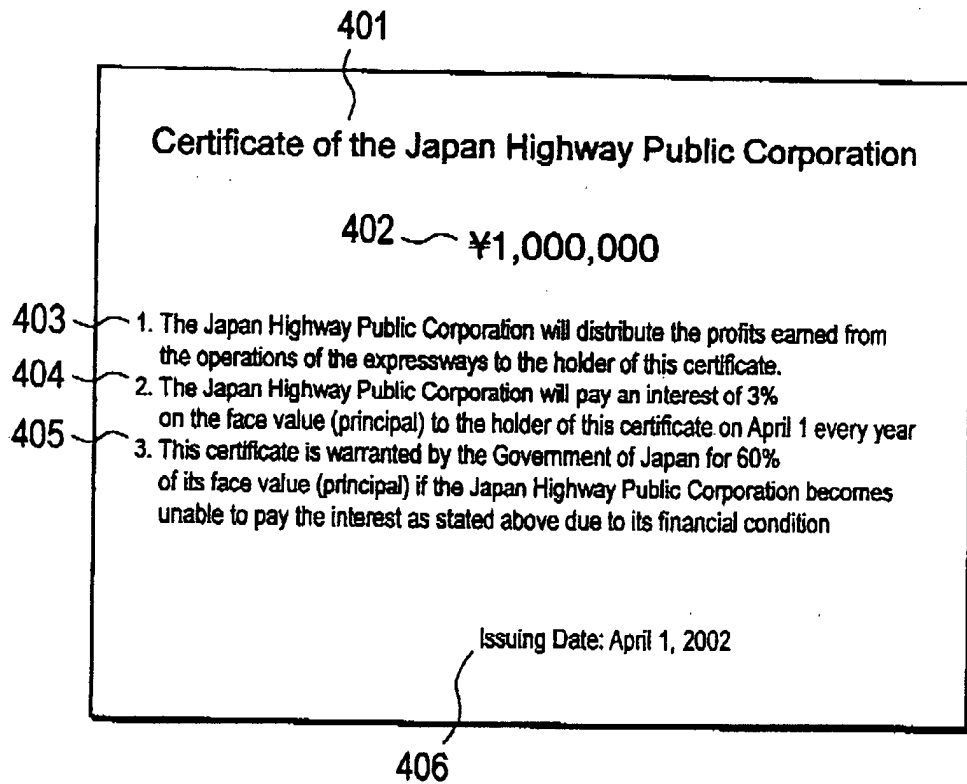 401
Certificate of the Japan Highway Public Corporation
402 ¥1,000,000
403 1. The Japan Highway Public Corporation will distribute the profits earned from
the operations of the expressways to the holder of this certificate.
404 2. The Japan Highway Public Corporation will pay an interest of 3%
on the face value (principal) to the holder of this certificate on April 1 every year
405 3. This certificate is warranted by the Government of Japan for 60%
of its face value (principal) if the Japan Highway Public Corporation becomes
unable to pay the interest as stated above due to its financial condition
Issuing Date: April 1, 2002
406